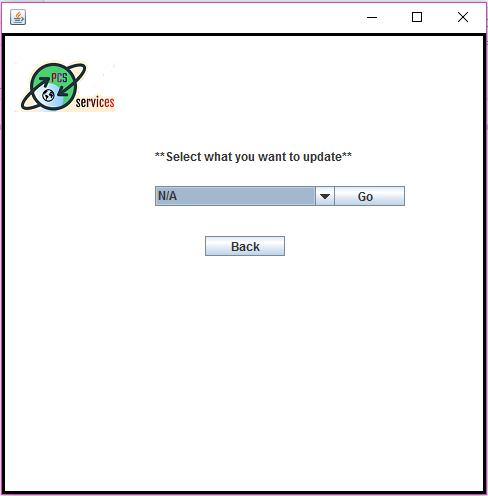 PCS
services
**Select what you want to update**
N/A
Go
Back